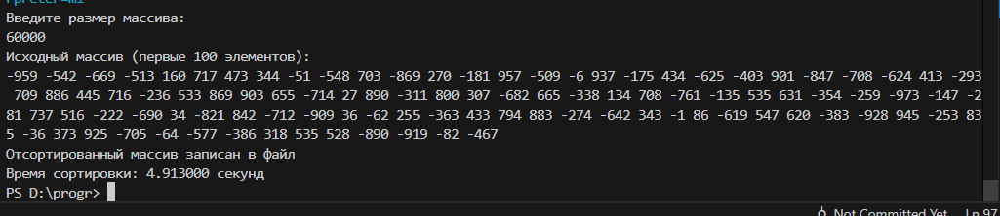 Введите размер массива:
60000
Исходный массив (первые 100 элементов):
-959 -542 -669 -513 160 717 473 344 -51 -548 703 -869 270 -181 957 -509 -6 937 -175 434 -625 -403 901 -847 -708 -624 413 -293
709 886 445 716 -236 533 869 903 655 -714 27 890 -311 800 307 -682 665 -338 134 708 -761 -135 535 631 -354 -259 -973 -147 -2
81 737 516 -222 -690 34 -821 842 -712 -909 36 -62 255 -363 433 794 883 -274 -642 343 -1 86 -619 547 620 -383 -928 945 -253 83
5 -36 373 925 -705 -64 -577 -386 318 535 528 -890 -919 -82 -467
Отсортированный массив записан в файл
Время сортировки: 4.913000 секунд
PS D:\progr>
Not Committed Yet Ln 97